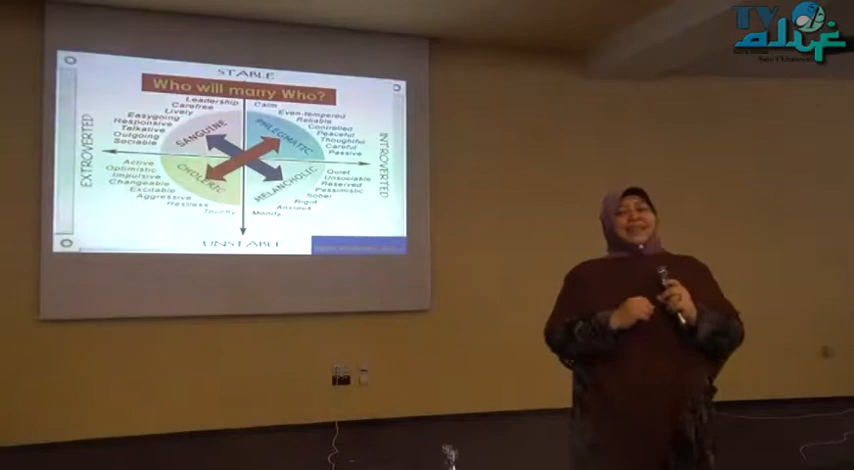 STABLE
Who will marry Who?
Leadership
Carefree
Lively
Easygoing
Responsive
Talkative
Outgoing
Sociable
Calm
Even-tempered
Reliable
Controlled
Peaceful
Thoughtful
Careful
Passive
SANGUINE
PHLEGMATIC
EXTROVERTED
INTROVERTED
CHOLERIC
MELANCHOLIC
Active
Optimistic
Impulsive
Changeable
Excitable
Aggressive
Restless
Touchy
Quiet
Unsociable
Reserved
Pessimistic
Sober
Rigid
Anxious
Moody
UNSTABLE
TV